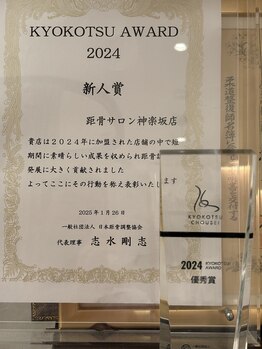 KYOKOTSU AWARD
2024
新人賞
距骨サロン神楽坂店
貴店は2024年に加盟された店舗の中で短
期間に素晴らしい成果を収められ距骨
発展に大きく貢献されました
よってここにその行動を称え表彰いたし
ます
2025年1月26日
一般社団法人 日本距骨調整協会
代表理事 志水剛志
KYOKOTSU
CHOUSEI
2024 KYOKOTSU
AWARD
優秀賞